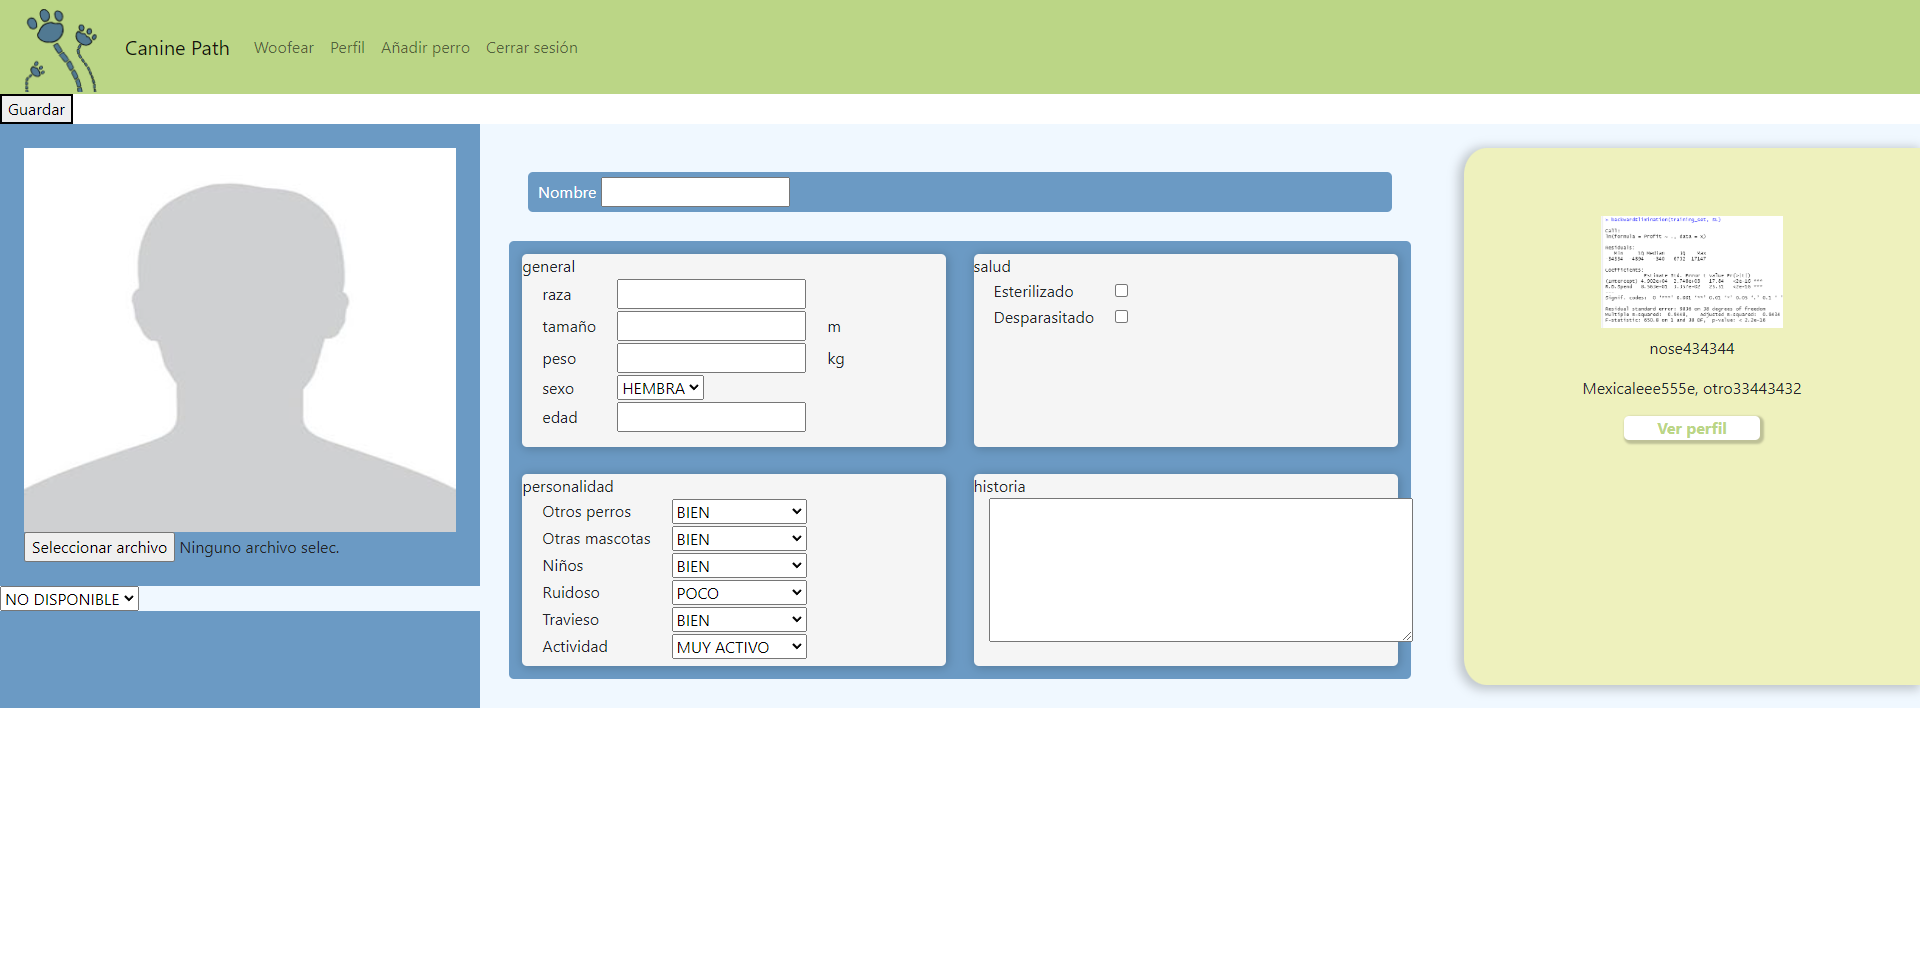 Canine Path
Woofear
Perfil
Añadir perro
Cerrar sesión
Guardar
Seleccionar archivo Ninguno archivo selec.
NO DISPONIBLE
Nombre
general
raza
tamaño m
peso kg
sexo HEMBRA
edad
salud
Esterilizado
Desparasitado
personalidad
Otros perros BIEN
Otras mascotas BIEN
Niños BIEN
Ruidoso POCO
Travieso BIEN
Actividad MUY ACTIVO
historia
nose434344
Mexicaleee555e, otro33443432
Ver perfil